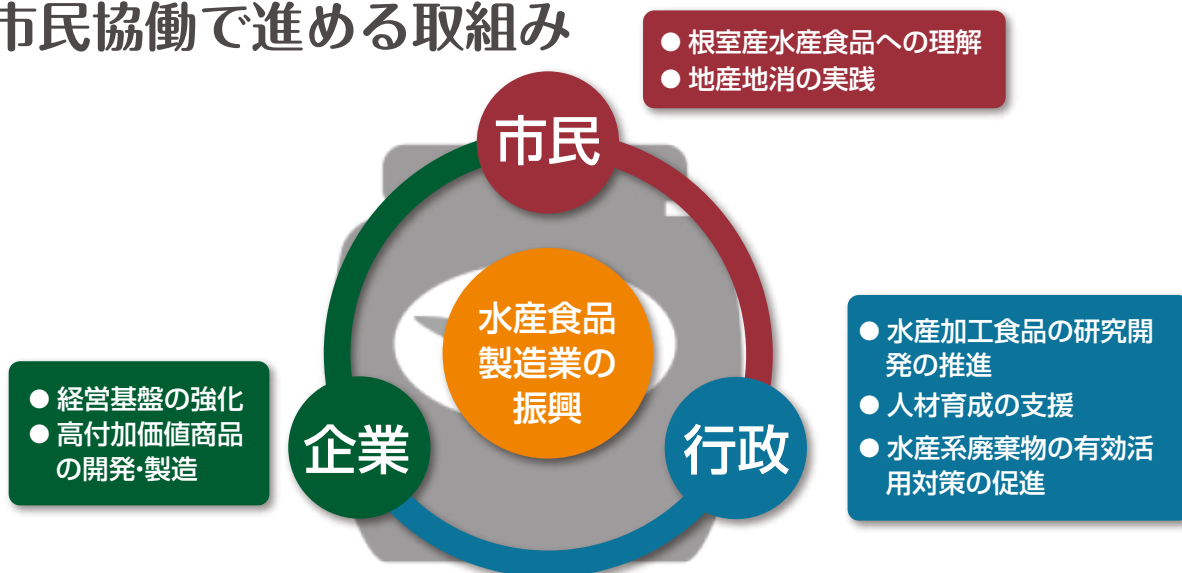 市民協働で進める取組み
● 根室産水産食品への理解
● 地産地消の実践
市民
水産食品
製造業の
振興
● 経営基盤の強化
● 高付加価値商品
の開発・製造
企業
行政
● 水産加工食品の研究開
発の推進
● 人材育成の支援
● 水産系廃棄物の有効活
用対策の促進